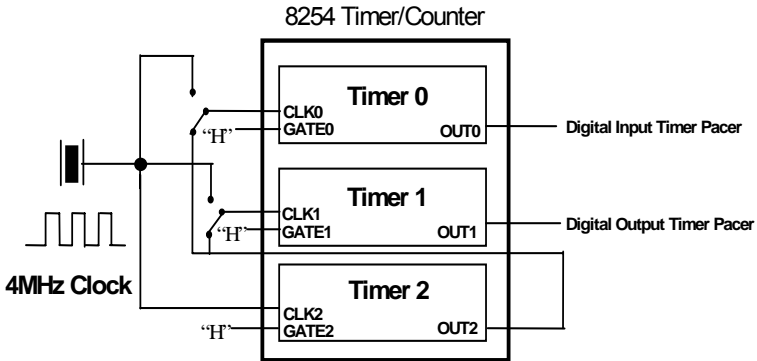 8254 Timer/Counter
Timer 0
CLK0
“H” GATE0
OUT0 Digital Input Timer Pacer
Timer 1
CLK1
“H” GATE1
OUT1 Digital Output Timer Pacer
4MHz Clock
Timer 2
CLK2
“H” GATE2
OUT2